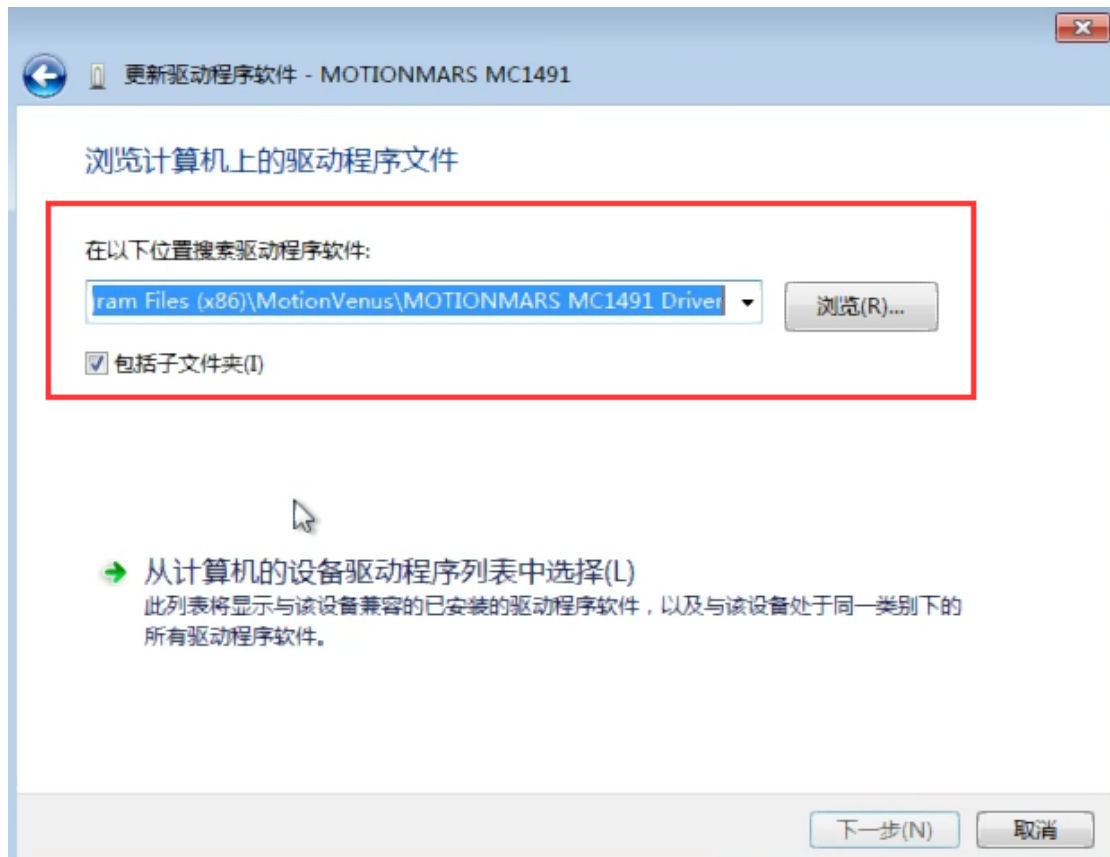 更新驱动程序软件 - MOTIONMARS MC1491
浏览计算机上的驱动程序文件
在以下位置搜索驱动程序软件:
ram Files (x86)\MotionVenus\MOTIONMARS MC1491 Driver
浏览(R)...
包括子文件夹(I)
从计算机的设备驱动程序列表中选择(L)
此列表将显示与该设备兼容的已安装的驱动程序软件，以及与该设备处于同一类别下的
所有驱动程序软件。
下一步(N)
取消